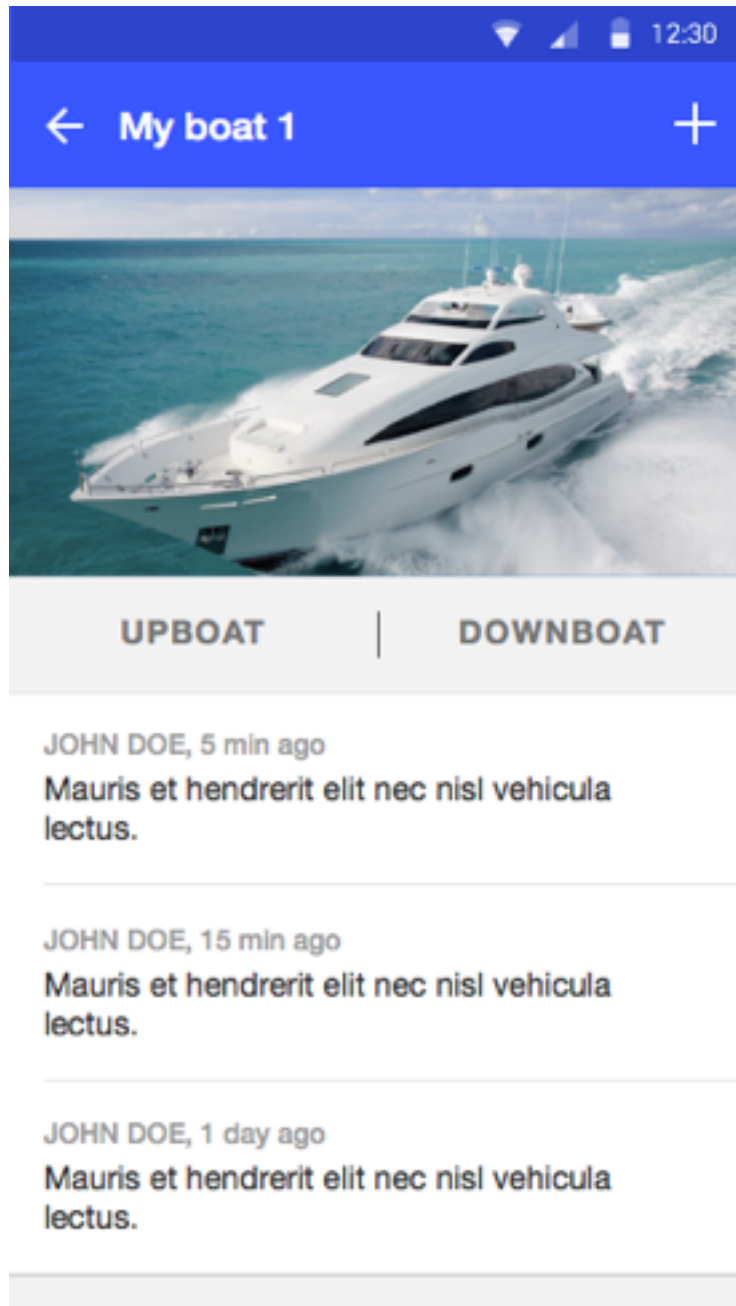 12:30
My boat 1
UPBOAT | DOWNBOAT
JOHN DOE, 5 min ago
Mauris et hendrerit elit nec nisl vehicula
lectus.
JOHN DOE, 15 min ago
Mauris et hendrerit elit nec nisl vehicula
lectus.
JOHN DOE, 1 day ago
Mauris et hendrerit elit nec nisl vehicula
lectus.